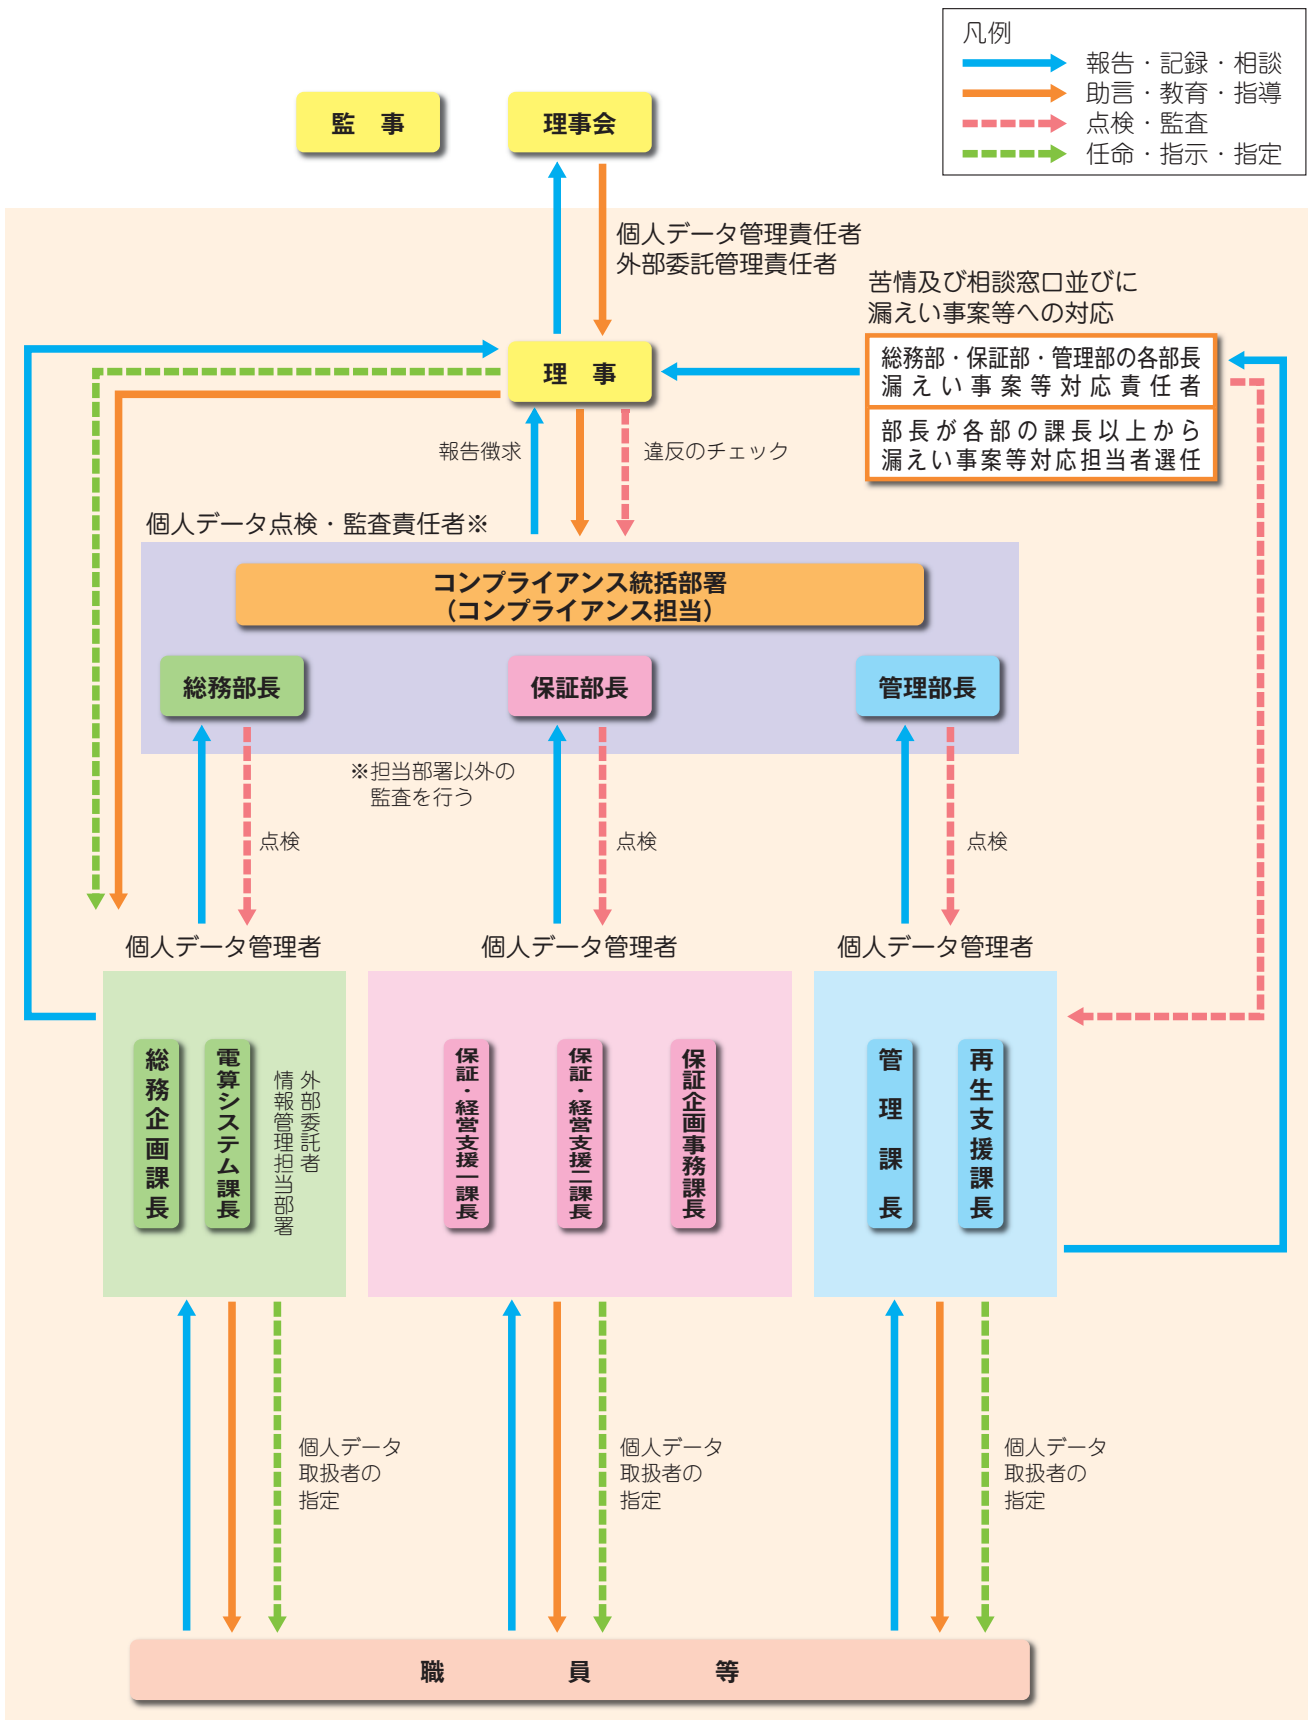 凡例
報告・記録・相談
助言・教育・指導
点検・監査
任命・指示・指定
監　事
理事会
個人データ管理責任者
外部委託管理責任者
苦情及び相談窓口並びに
漏えい事案等への対応
総務部・保証部・管理部の各部長
漏えい事案等対応責任者
部長が各部の課長以上から
漏えい事案等対応担当者選任
理　事
報告徴求
違反のチェック
個人データ点検・監査責任者※
コンプライアンス統括部署
（コンプライアンス担当）
総務部長
保証部長
管理部長
※担当部署以外の
監査を行う
点検
点検
点検
個人データ管理者
個人データ管理者
個人データ管理者
総務企画課長
電算システム課長
外部委託者
情報管理担当部署
保証・経営支援一課長
保証・経営支援二課長
保証企画事務課長
管理課長
再生支援課長
個人データ
取扱者の
指定
個人データ
取扱者の
指定
個人データ
取扱者の
指定
職　員　等